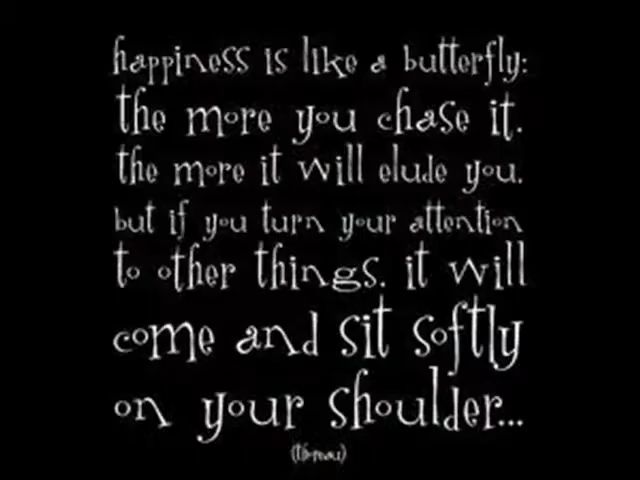 happiness is like a butterfly:
the more you chase it.
the more it will elude you.
but if you turn your attention
to other things. it will
come and sit softly
on your shoulder...
(thoreau)